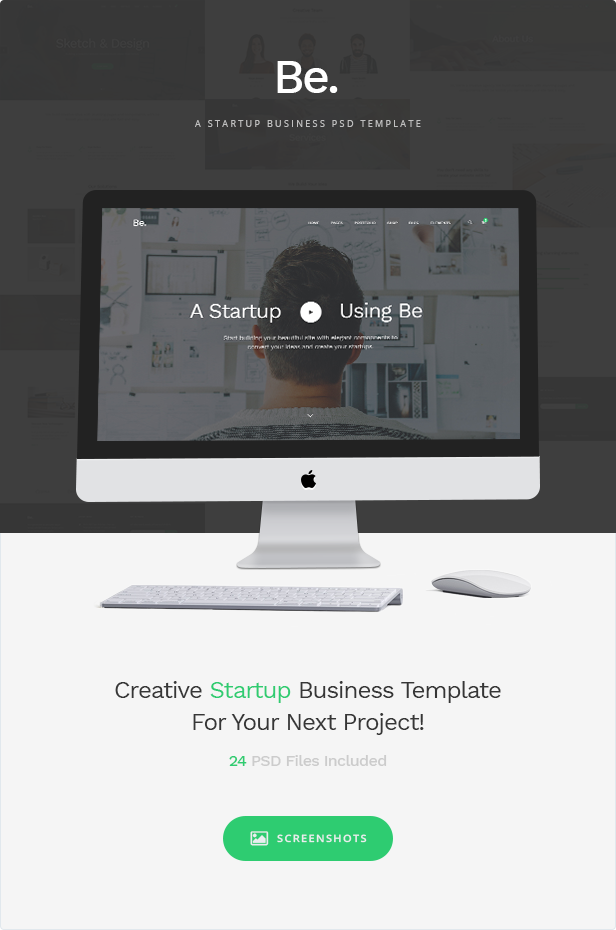 Sketch & Design
Be.
A STARTUP BUSINESS PSD TEMPLATE
Be.
HOME PAGES PORTFOLIO SHOP BLOG ELEMENTS
A Startup Using Be
Start building your beautiful site with elegant components to
convert your ideas and create your startups.
Creative Startup Business Template
For Your Next Project!
24 PSD Files Included
SCREENSHOTS